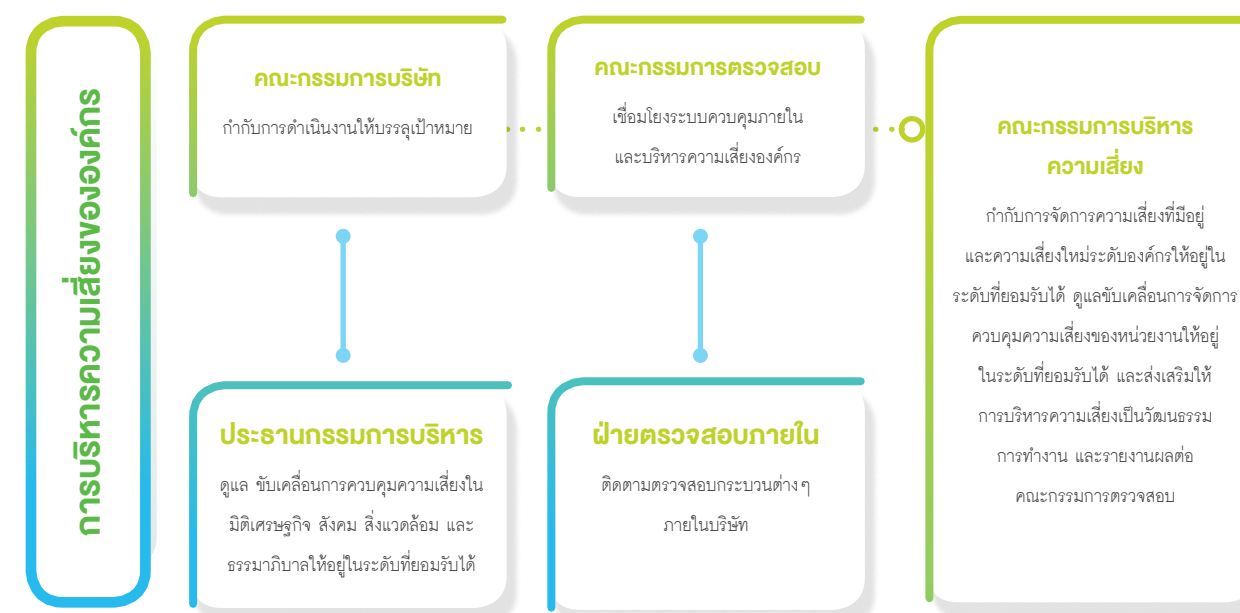 การบริหารความเสี่ยงขององค์กร
คณะกรรมการบริษัท
กำกับการดำเนินงานให้บรรลุเป้าหมาย
คณะกรรมการตรวจสอบ
เชื่อมโยงระบบควบคุมภายใน
และบริหารความเสี่ยงองค์กร
คณะกรรมการบริหาร
ความเสี่ยง
กำกับการจัดการความเสี่ยงที่มีอยู่
และความเสี่ยงใหม่ระดับองค์กรให้อยู่ใน
ระดับที่ยอมรับได้ ดูแลขับเคลื่อนการจัดการ
ควบคุมความเสี่ยงของหน่วยงานให้อยู่
ในระดับที่ยอมรับได้ และส่งเสริมให้
การบริหารความเสี่ยงเป็นวัฒนธรรม
การทำงาน และรายงานผลต่อ
คณะกรรมการตรวจสอบ
ประธานกรรมการบริหาร
ดูแล ขับเคลื่อนการควบคุมความเสี่ยงใน
มิติเศรษฐกิจ สังคม สิ่งแวดล้อม และ
ธรรมาภิบาลให้อยู่ในระดับที่ยอมรับได้
ฝ่ายตรวจสอบภายใน
ติดตามตรวจสอบกระบวนต่างๆ
ภายในบริษัท